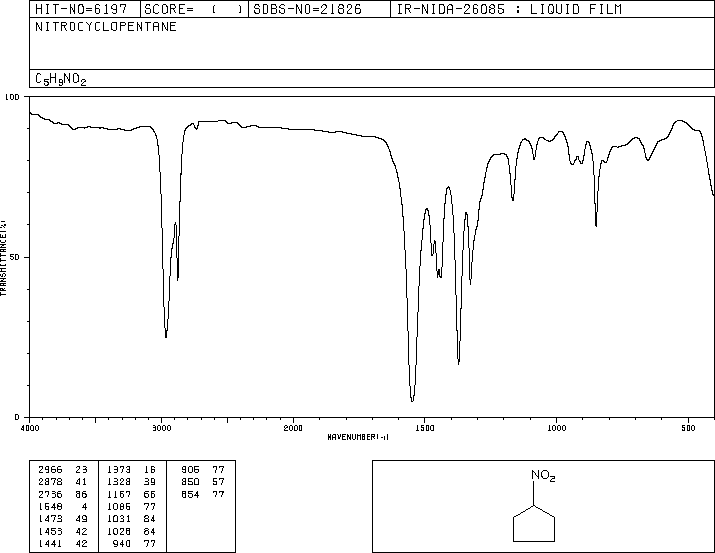 HIT-NO=6197 SCORE= ( ) SDBS-NO=21826 IR-NIDA-26085 : LIQUID FILM
NITROCYCLOPENTANE
C5H9NO2
100
50
0
TRANSMITTANCE(%)
4000 3000 2000 1500 1000 500
WAVENUMBER(-1)
2966 23 1373 16 906 77
2878 41 1328 39 850 57
2736 86 1167 66 654 77
1548 4 1086 77
1473 49 1031 84
1453 42 1028 84
1441 42 940 77
NO2